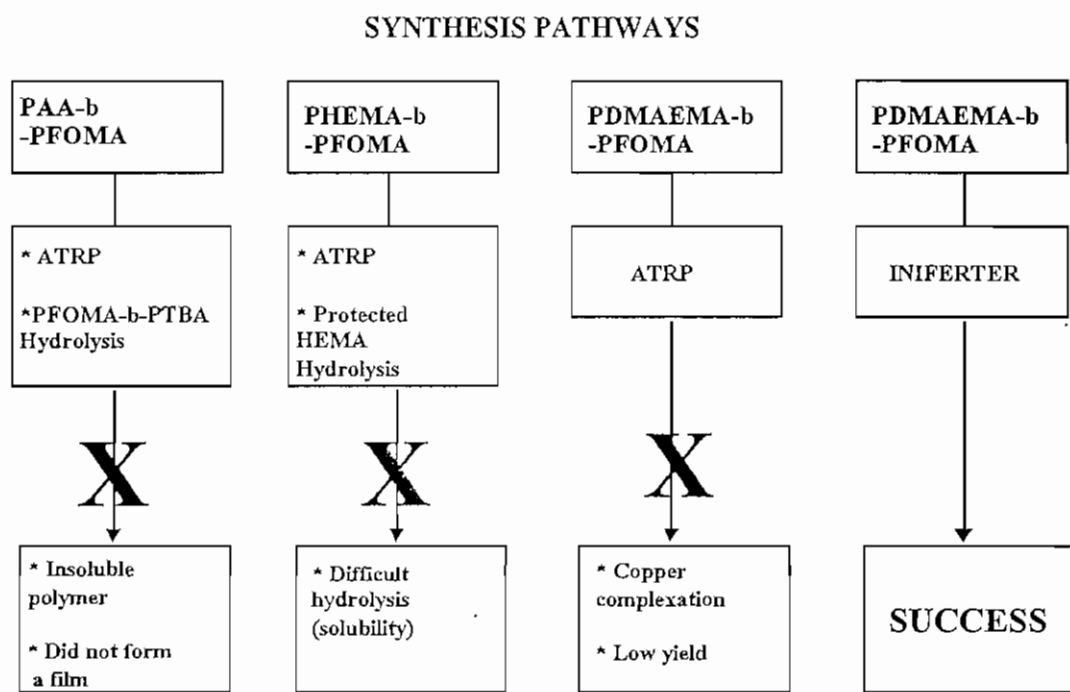 SYNTHESIS PATHWAYS
PAA-b
-PFOMA
* ATRP
*PFOMA-b-PTBA
Hydrolysis
X
* Insoluble
polymer
* Did not form
a film
PHEMA-b
-PFOMA
* ATRP
* Protected
HEMA
Hydrolysis
X
* Difficult
hydrolysis
(solubility)
PDMAEMA-b
-PFOMA
ATRP
X
* Copper
complexation
* Low yield
PDMAEMA-b
-PFOMA
INIFERTER
SUCCESS